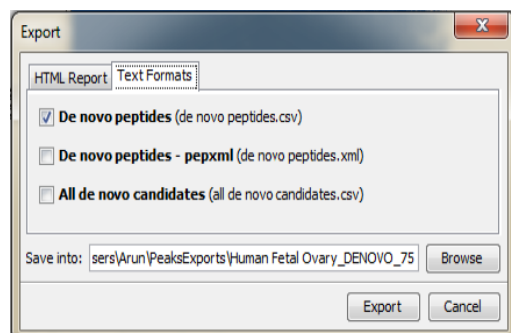 Export
HTML Report Text Formats
De novo peptides (de novo peptides.csv)
De novo peptides - pepxml (de novo peptides.xml)
All de novo candidates (all de novo candidates.csv)
Save into: sers\Arun\PeaksExports\Human Fetal Ovary_DENOVO_75 Browse
Export Cancel